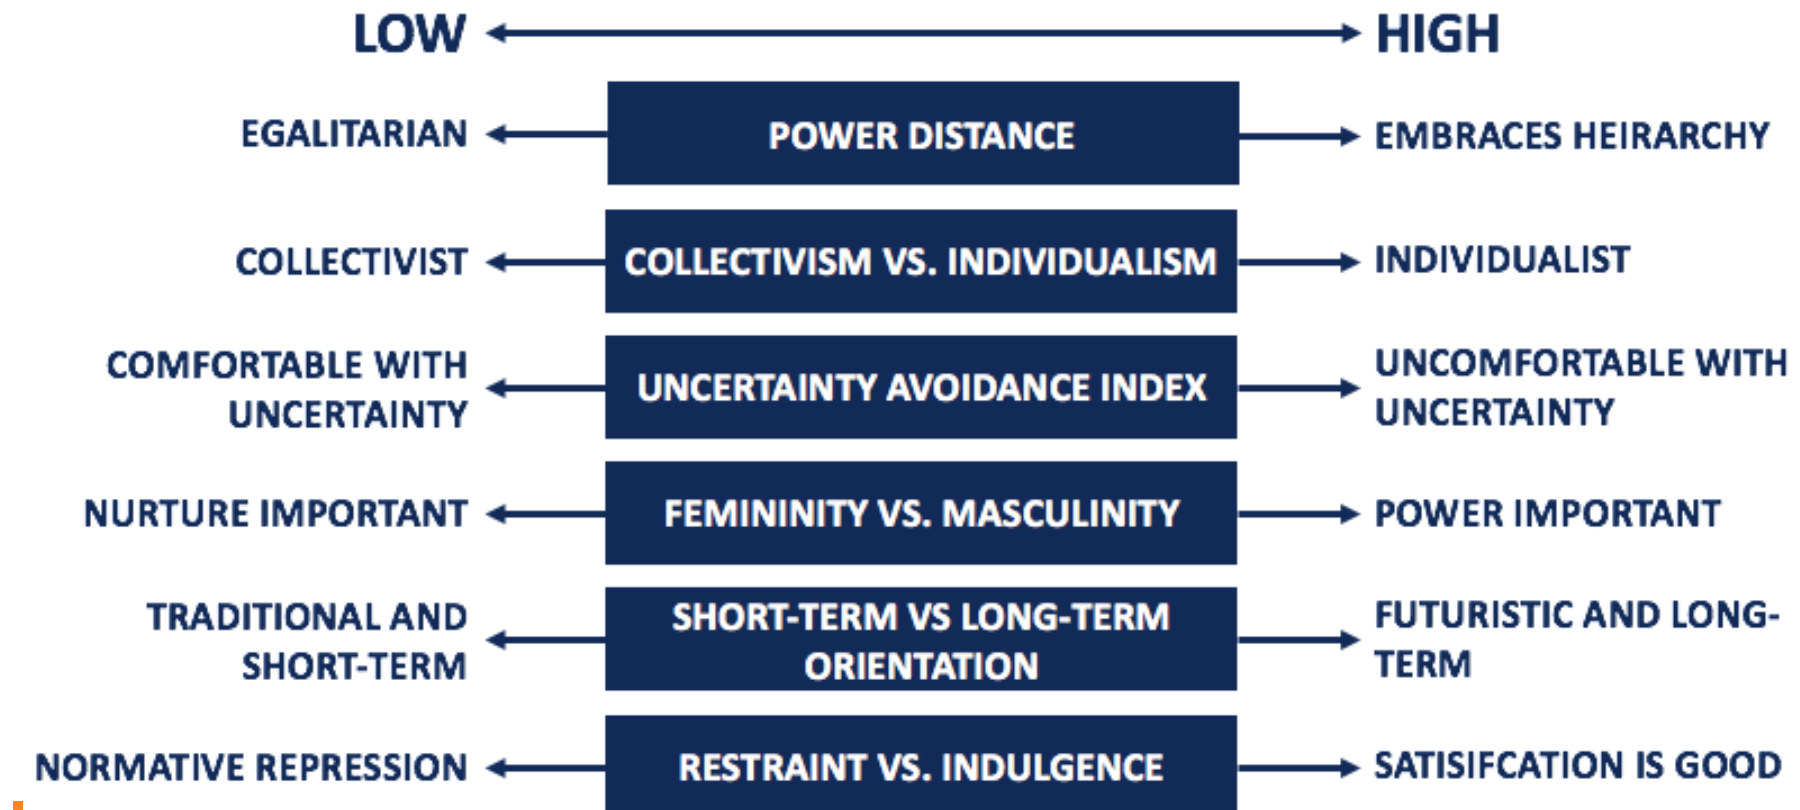 LOW HIGH
EGALITARIAN POWER DISTANCE EMBRACES HEIRARCHY
COLLECTIVIST COLLECTIVISM VS. INDIVIDUALISM INDIVIDUALIST
COMFORTABLE WITH
UNCERTAINTY
UNCERTAINTY AVOIDANCE INDEX
UNCOMFORTABLE WITH
UNCERTAINTY
NURTURE IMPORTANT FEMININITY VS. MASCULINITY POWER IMPORTANT
TRADITIONAL AND
SHORT-TERM
SHORT-TERM VS LONG-TERM
ORIENTATION
FUTURISTIC AND LONG-
TERM
NORMATIVE REPRESSION RESTRAINT VS. INDULGENCE SATISIFCATION IS GOOD